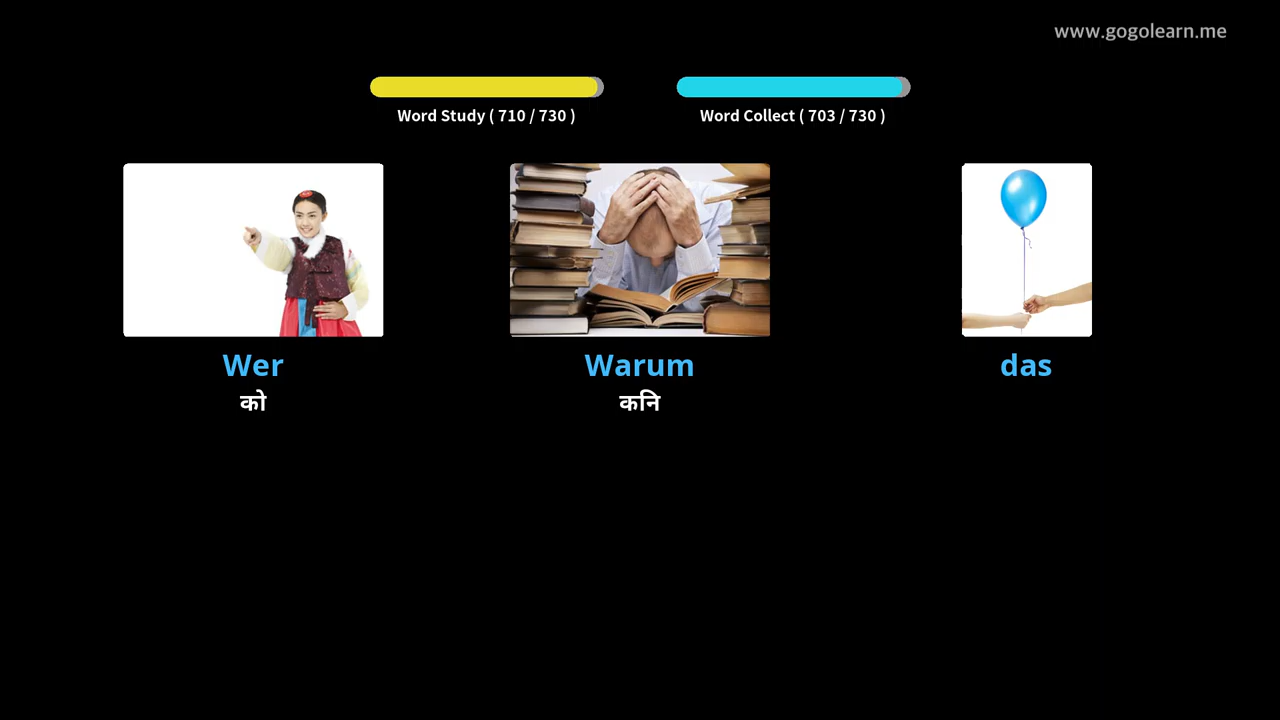 www.gogolearn.me
Word Study ( 710 / 730 )
Word Collect ( 703 / 730 )
Wer
Warum
das
को
कनि